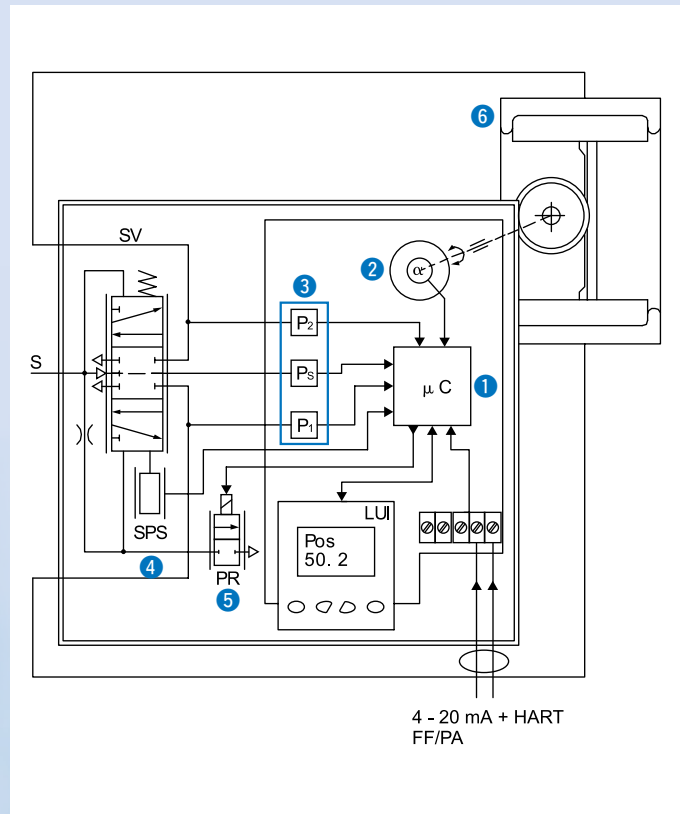 6
SV
2
α
3
P2
S
PS
μ C
1
P1
SPS
LUI
Pos
50. 2
4
PR
5
4 - 20 mA + HART
FF/PA